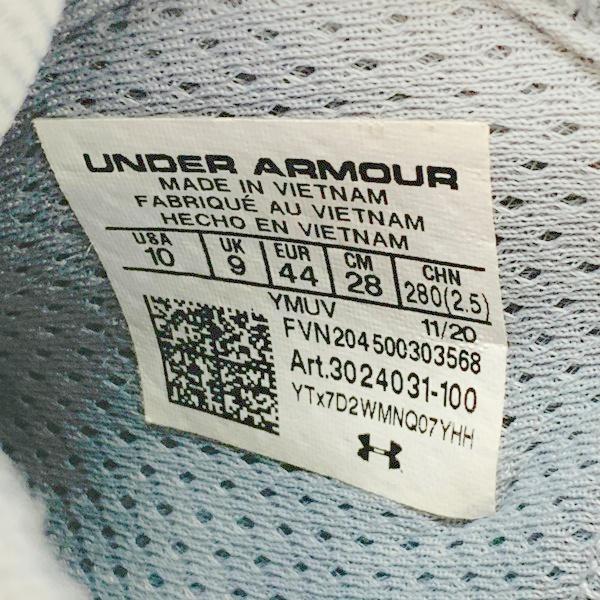 UNDER ARMOUR
MADE IN VIETNAM
FABRIQUÉ AU VIETNAM
HECHO EN VIETNAM
USA UK EUR CM CHN
10 9 44 28 280(2.5)
YMUV 11/20
FVN204500303568
Art.3024031-100
YTx7D2WMNQ07YHH